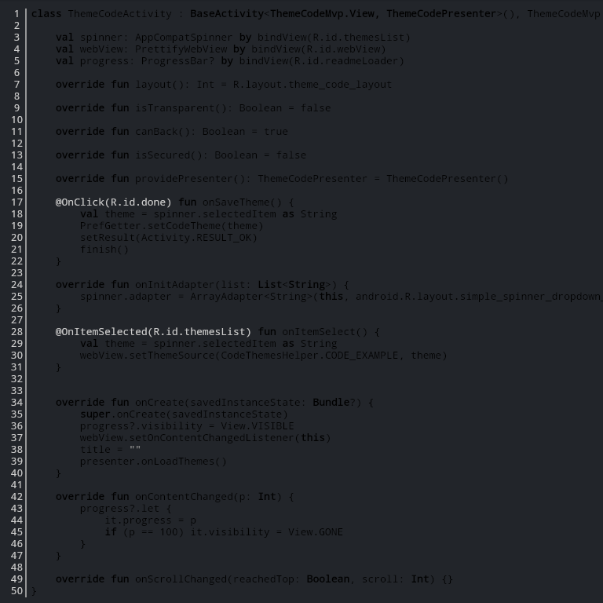 1 class ThemeCodeActivity : BaseActivity<ThemeCodeMvp.View, ThemeCodePresenter>(), ThemeCodeMvp
2
3     val spinner: AppCompatSpinner by bindView(R.id.themesList)
4     val webView: PrettifyWebView by bindView(R.id.webView)
5     val progress: ProgressBar? by bindView(R.id.readmeLoader)
6
7     override fun layout(): Int = R.layout.theme_code_layout
8
9     override fun isTransparent(): Boolean = false
10
11     override fun canBack(): Boolean = true
12
13     override fun isSecured(): Boolean = false
14
15     override fun providePresenter(): ThemeCodePresenter = ThemeCodePresenter()
16
17     @OnClick(R.id.done) fun onSaveTheme() {
18         val theme = spinner.selectedItem as String
19         PrefGetter.setCodeTheme(theme)
20         setResult(Activity.RESULT_OK)
21         finish()
22     }
23
24     override fun onInitAdapter(list: List<String>) {
25         spinner.adapter = ArrayAdapter<String>(this, android.R.layout.simple_spinner_dropdown_
26     }
27
28     @OnItemSelected(R.id.themesList) fun onItemSelect() {
29         val theme = spinner.selectedItem as String
30         webView.setThemeSource(CodeThemesHelper.CODE_EXAMPLE, theme)
31     }
32
33
34     override fun onCreate(savedInstanceState: Bundle?) {
35         super.onCreate(savedInstanceState)
36         progress?.visibility = View.VISIBLE
37         webView.setOnContentChangedListener(this)
38         title = ""
39         presenter.onLoadThemes()
40     }
41
42     override fun onContentChanged(p: Int) {
43         progress?.let {
44             it.progress = p
45             if (p == 100) it.visibility = View.GONE
46         }
47     }
48
49     override fun onScrollChanged(reachedTop: Boolean, scroll: Int) {}
50 }